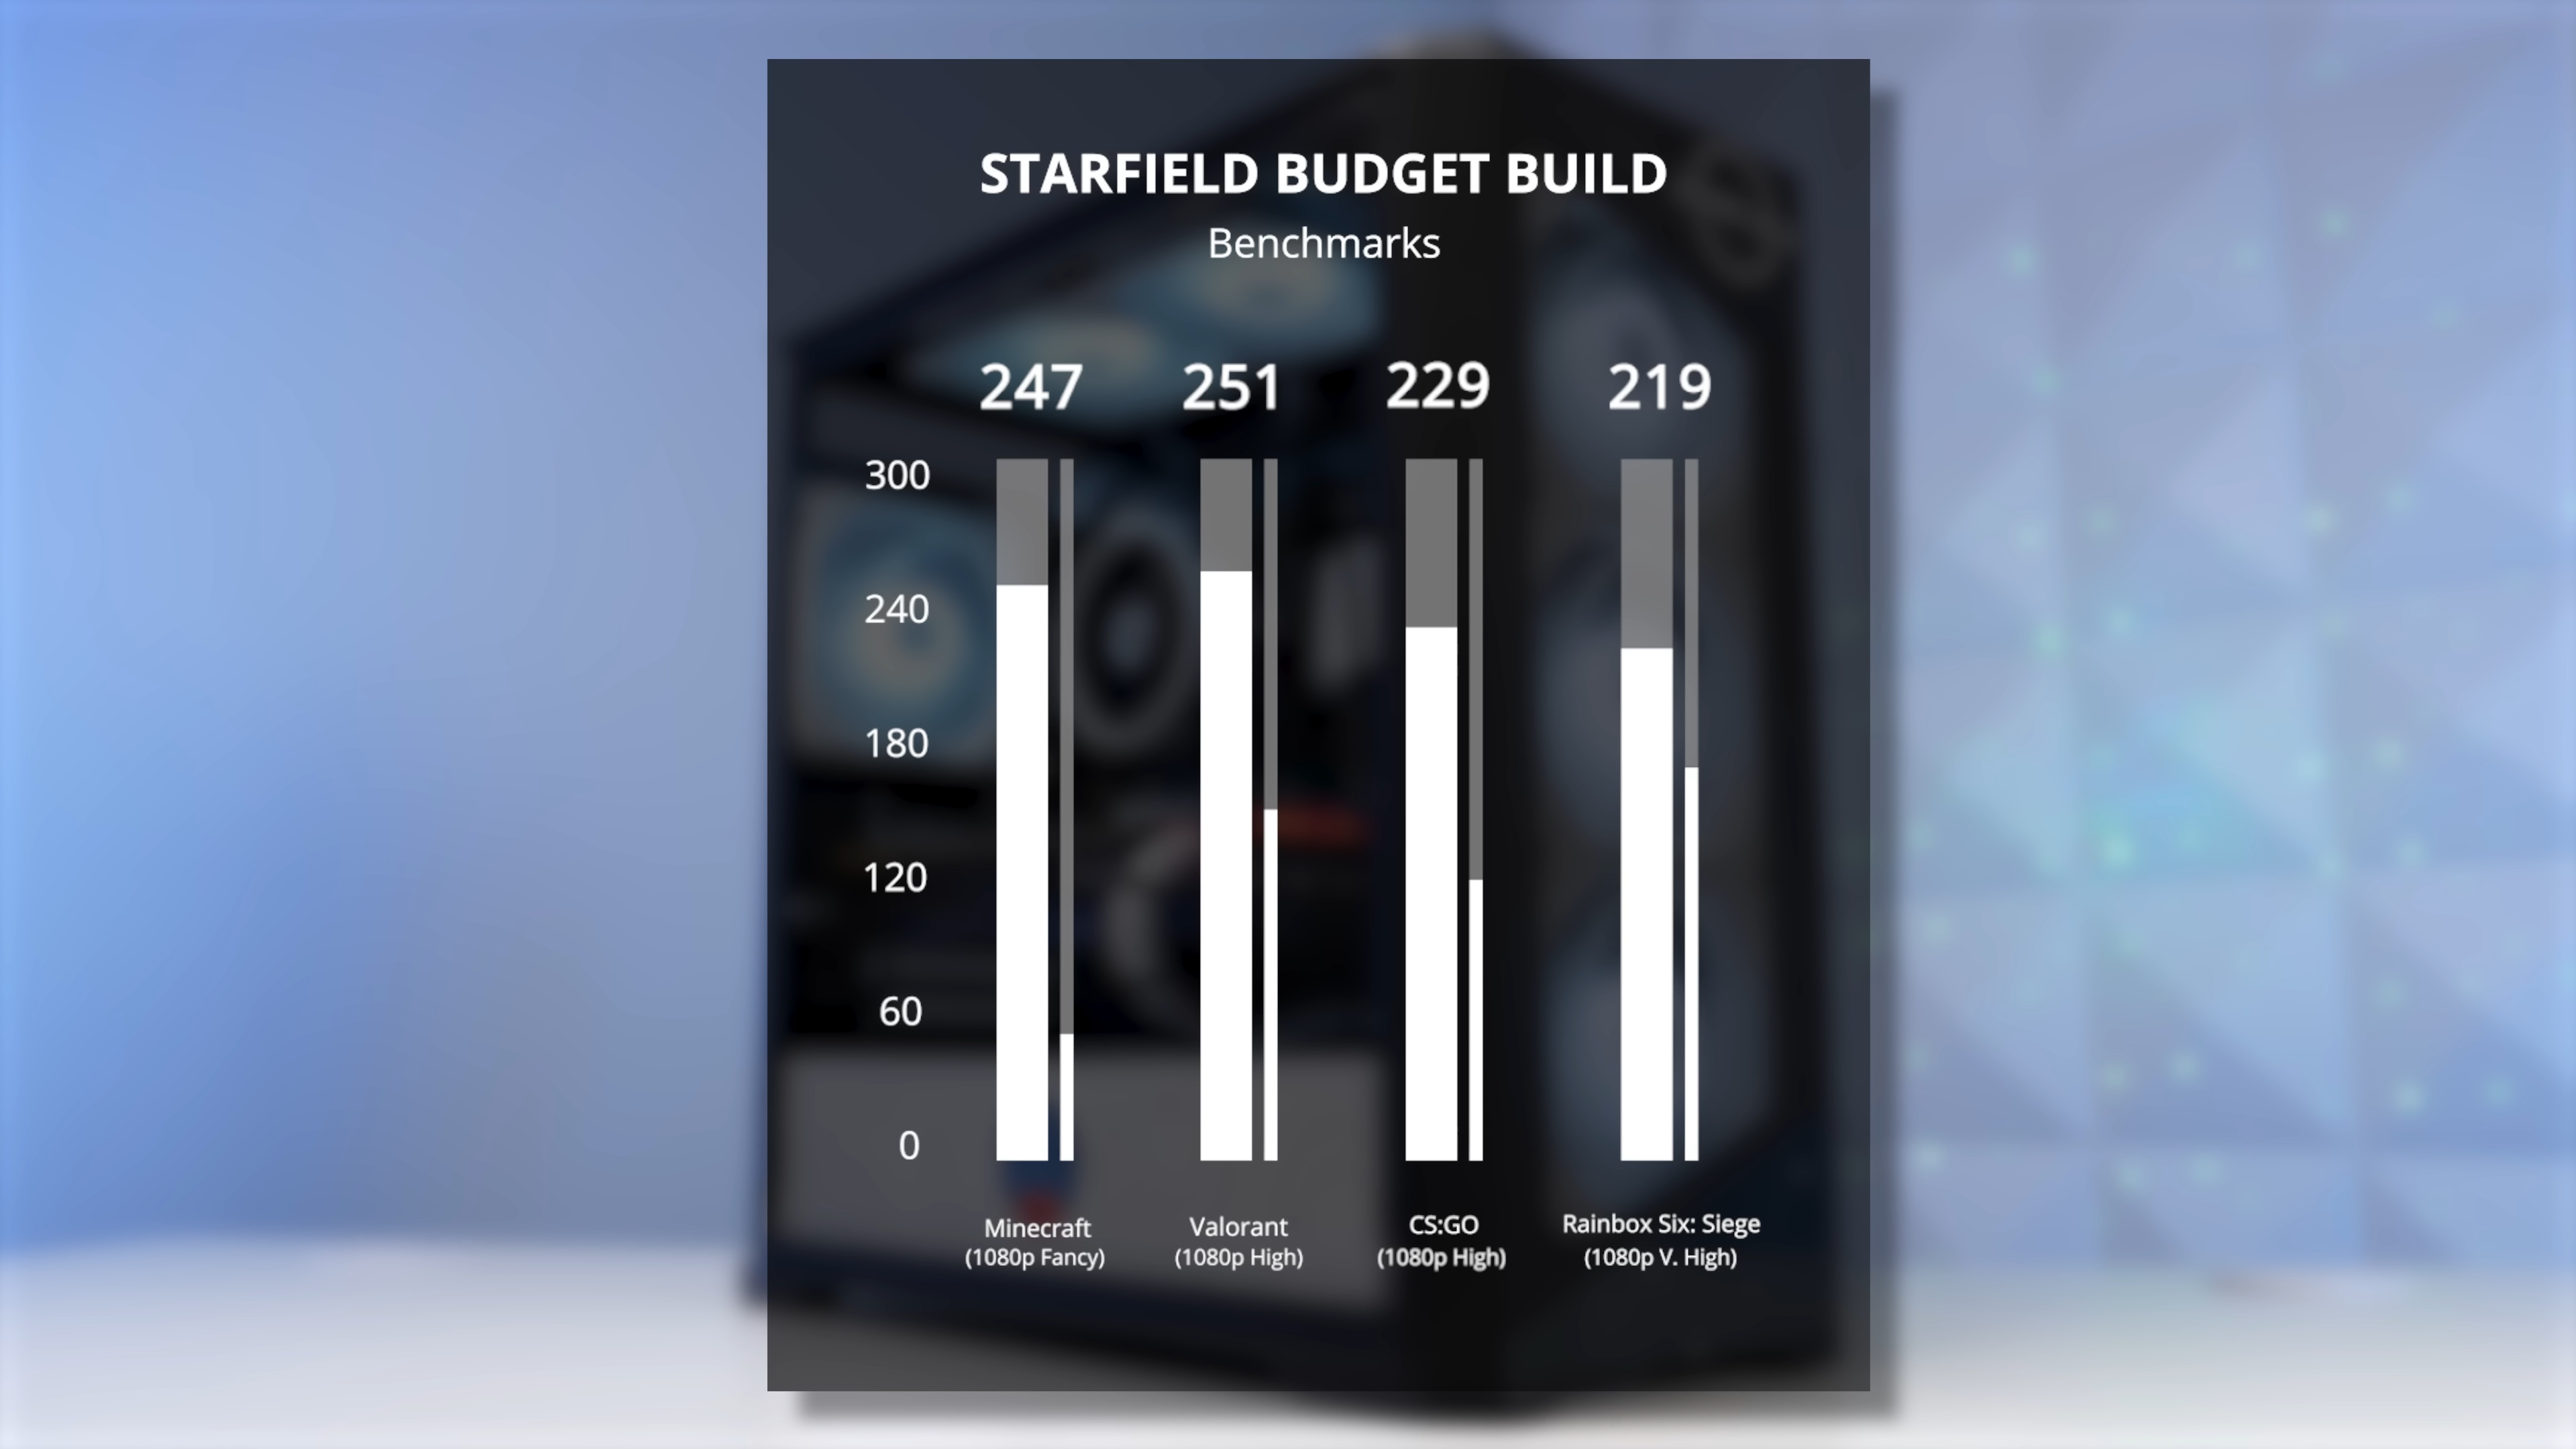 STARFIELD BUDGET BUILD
Benchmarks
247 251 229 219
300
240
180
120
60
0
Minecraft
(1080p Fancy)
Valorant
(1080p High)
CS:GO
(1080p High)
Rainbox Six: Siege
(1080p V. High)